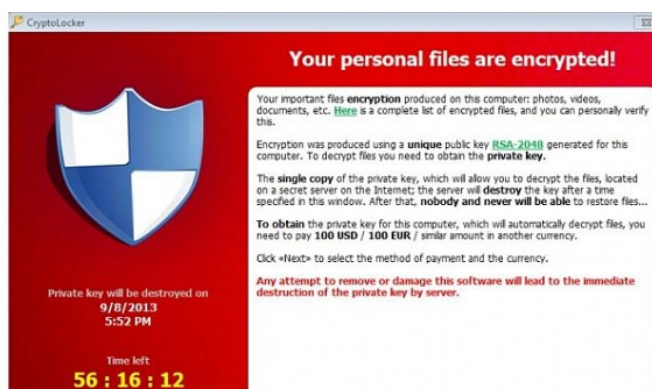 CryptoLocker
Your personal files are encrypted!
Your important files encryption produced on this computer: photos, videos,
documents, etc. Here is a complete list of encrypted files, and you can personally verify
this.
Encryption was produced using a unique public key RSA-2048 generated for this
computer. To decrypt files you need to obtain the private key.
The single copy of the private key, which will allow you to decrypt the files, located
on a secret server on the Internet; the server will destroy the key after a time
specified in this window. After that, nobody and never will be able to restore files...
To obtain the private key for this computer, which will automatically decrypt files, you
need to pay 100 USD / 100 EUR / similar amount in another currency.
Click «Next» to select the method of payment and the currency.
Any attempt to remove or damage this software will lead to the immediate
destruction of the private key by server.
Private key will be destroyed on
9/8/2013
5:52 PM
Time left
56 : 16 : 12